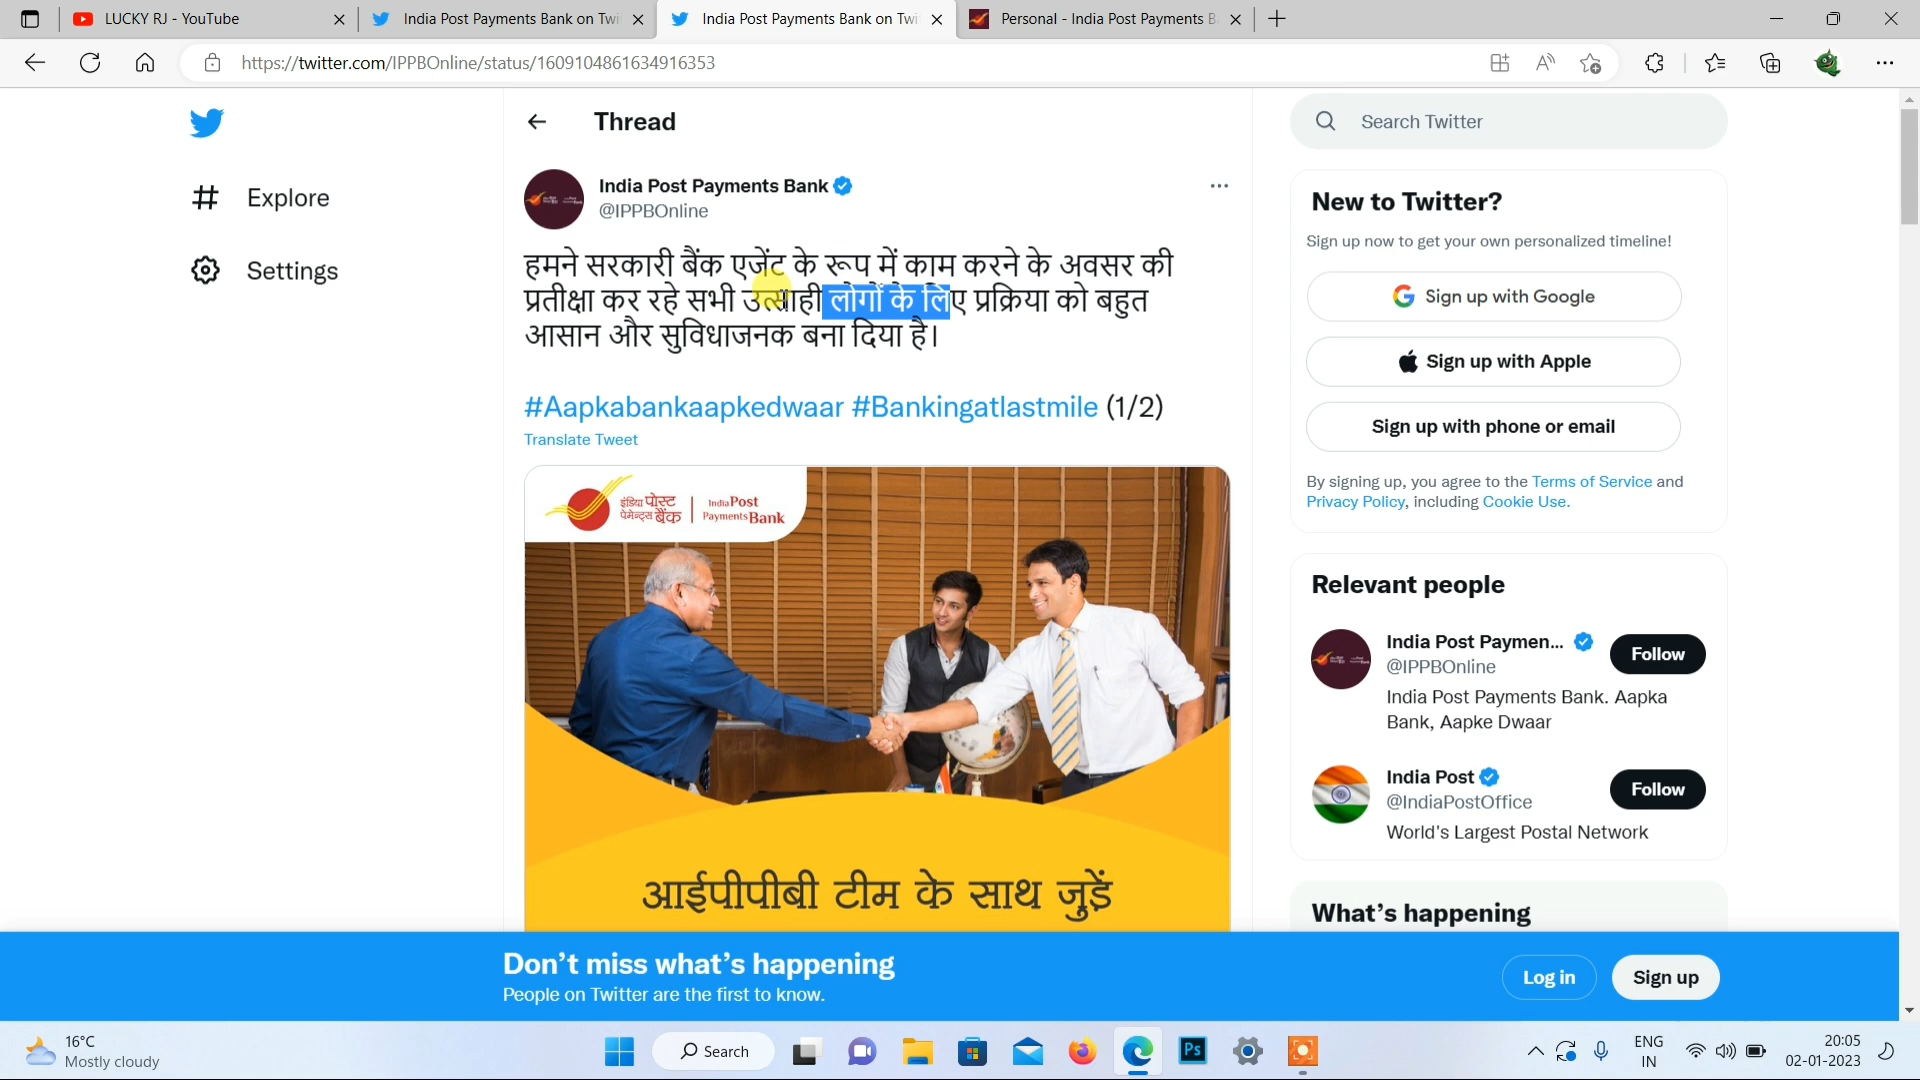 LUCKY RJ - YouTube
India Post Payments Bank on Twi
India Post Payments Bank on Twi
Personal - India Post Payments B
https://twitter.com/IPPBOnline/status/1609104861634916353
Explore
Settings
Thread
India Post Payments Bank
@IPPBOnline
हमने सरकारी बैंक एजेंट के रूप में काम करने के अवसर की
प्रतीक्षा कर रहे सभी उत्साही लोगों के लिए प्रक्रिया को बहुत
आसान और सुविधाजनक बना दिया है।
#Aapkabankaapkedwaar #Bankingatlastmile (1/2)
Translate Tweet
इंडिया पोस्ट
पेमेन्ट्स बैंक
India Post
Payments Bank
आईपीपीबी टीम के साथ जुड़ें
Search Twitter
New to Twitter?
Sign up now to get your own personalized timeline!
Sign up with Google
Sign up with Apple
Sign up with phone or email
By signing up, you agree to the Terms of Service and
Privacy Policy, including Cookie Use.
Relevant people
India Post Paymen...
@IPPBOnline
Follow
India Post Payments Bank. Aapka
Bank, Aapke Dwaar
India Post
@IndiaPostOffice
Follow
World's Largest Postal Network
What's happening
Don't miss what's happening
People on Twitter are the first to know.
Log in
Sign up
16°C
Mostly cloudy
Search
Ps
ENG
IN
20:05
02-01-2023